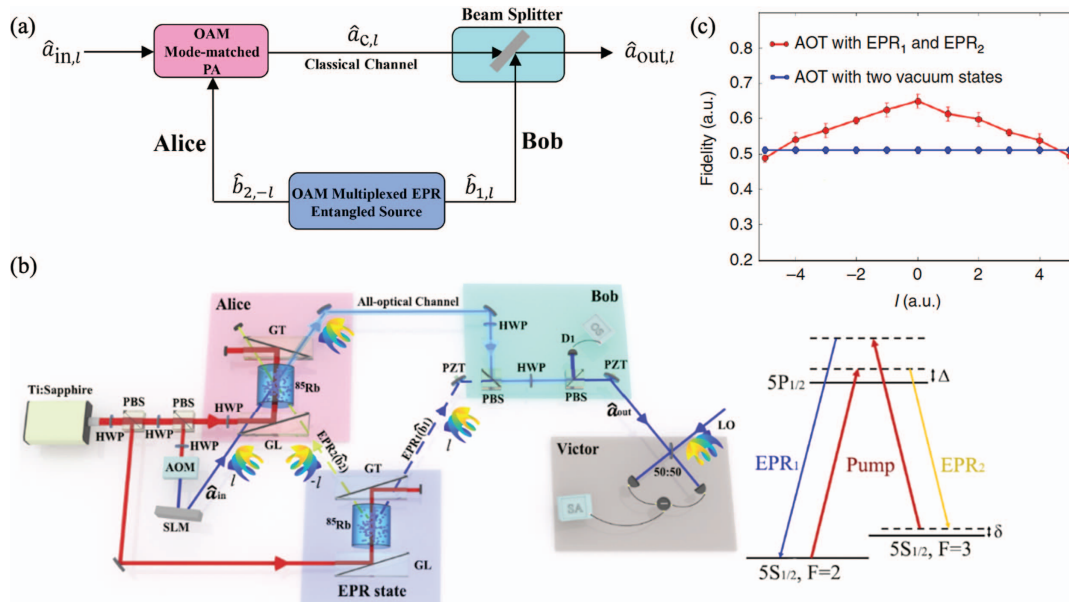 (a)
â_in,l
OAM
Mode-matched
PA
â_c,l
Classical Channel
Beam Splitter
â_out,l
Alice
Bob
b̂_2,−l
OAM Multiplexed EPR
Entangled Source
b̂_1,l
(b)
Alice
All-optical Channel
Bob
GT
⁸⁵Rb
HWP
D1
PZT
HWP
PZT
PBS
PBS
Ti:Sapphire
PBS
PBS
HWP
HWP
HWP
HWP
AOM
GL
SLM
â_in
l
EPR2(b̂2)
-l
EPR1(b̂1)
l
GT
⁸⁵Rb
GL
EPR state
â_out
LO
Victor
50:50
SA
(c)
AOT with EPR₁ and EPR₂
AOT with two vacuum states
Fidelity (a.u.)
0.8
0.7
0.6
0.5
0.4
0.3
0.2
−4
−2
0
2
4
l (a.u.)
5P1/2
Δ
EPR1
Pump
EPR2
δ
5S1/2, F=3
5S1/2, F=2